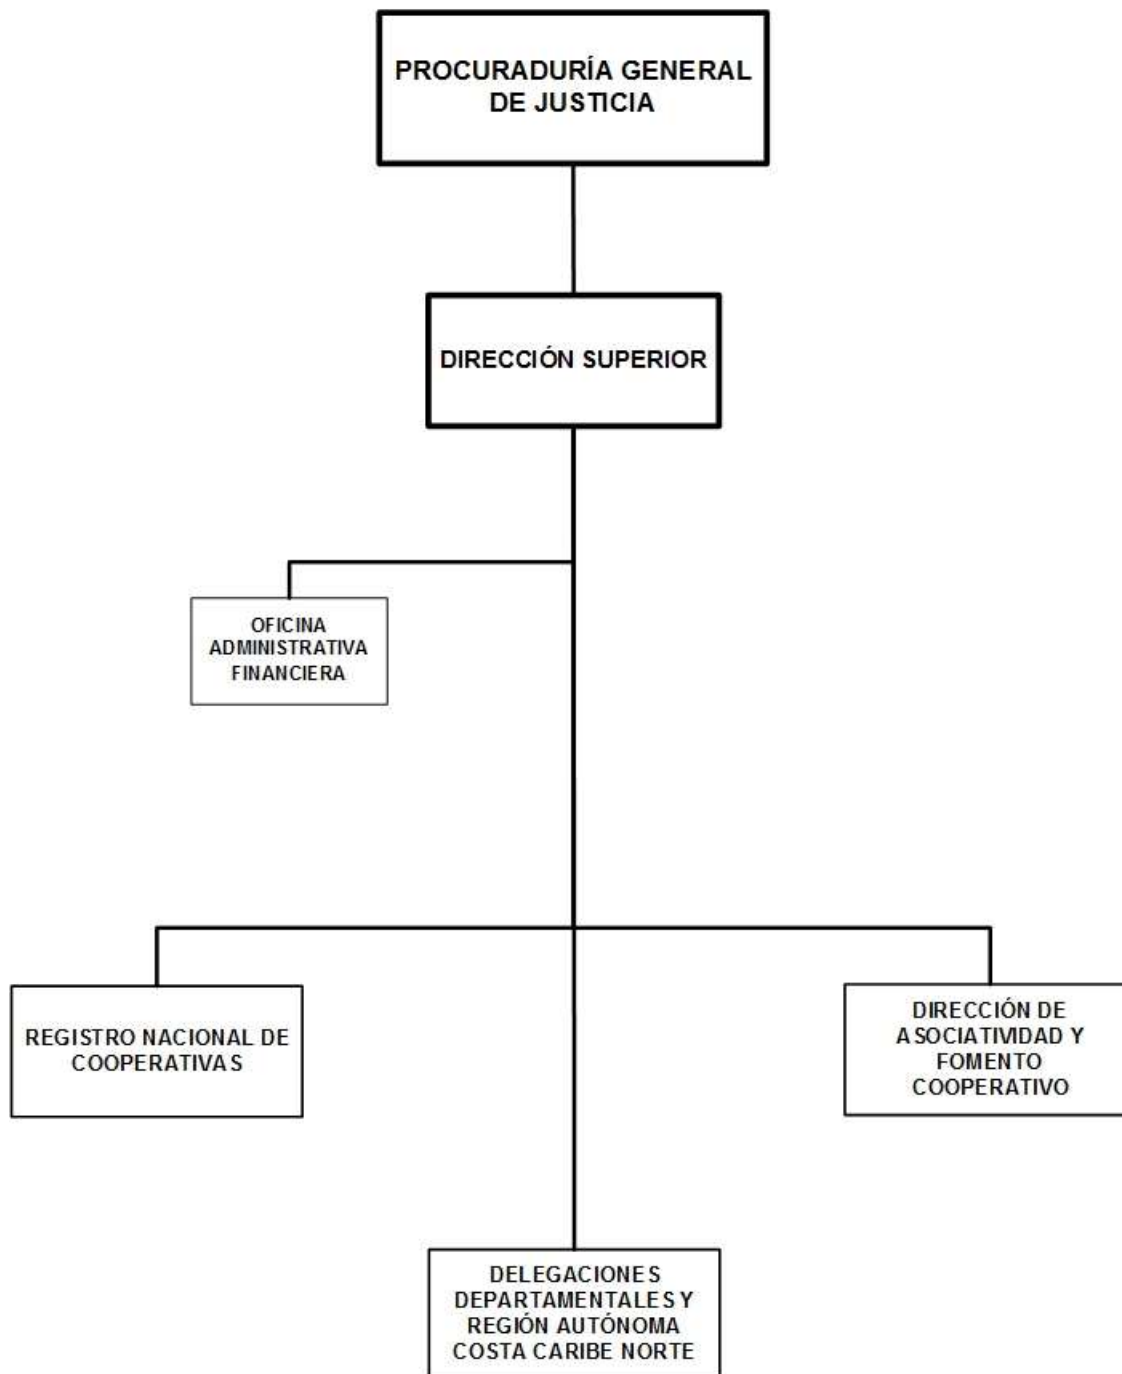 PROCURADURÍA GENERAL
DE JUSTICIA
DIRECCIÓN SUPERIOR
OFICINA
ADMINISTRATIVA
FINANCIERA
REGISTRO NACIONAL DE
COOPERATIVAS
DIRECCIÓN DE
ASOCIATIVIDAD Y
FOMENTO
COOPERATIVO
DELEGACIONES
DEPARTAMENTALES Y
REGIÓN AUTÓNOMA
COSTA CARIBE NORTE